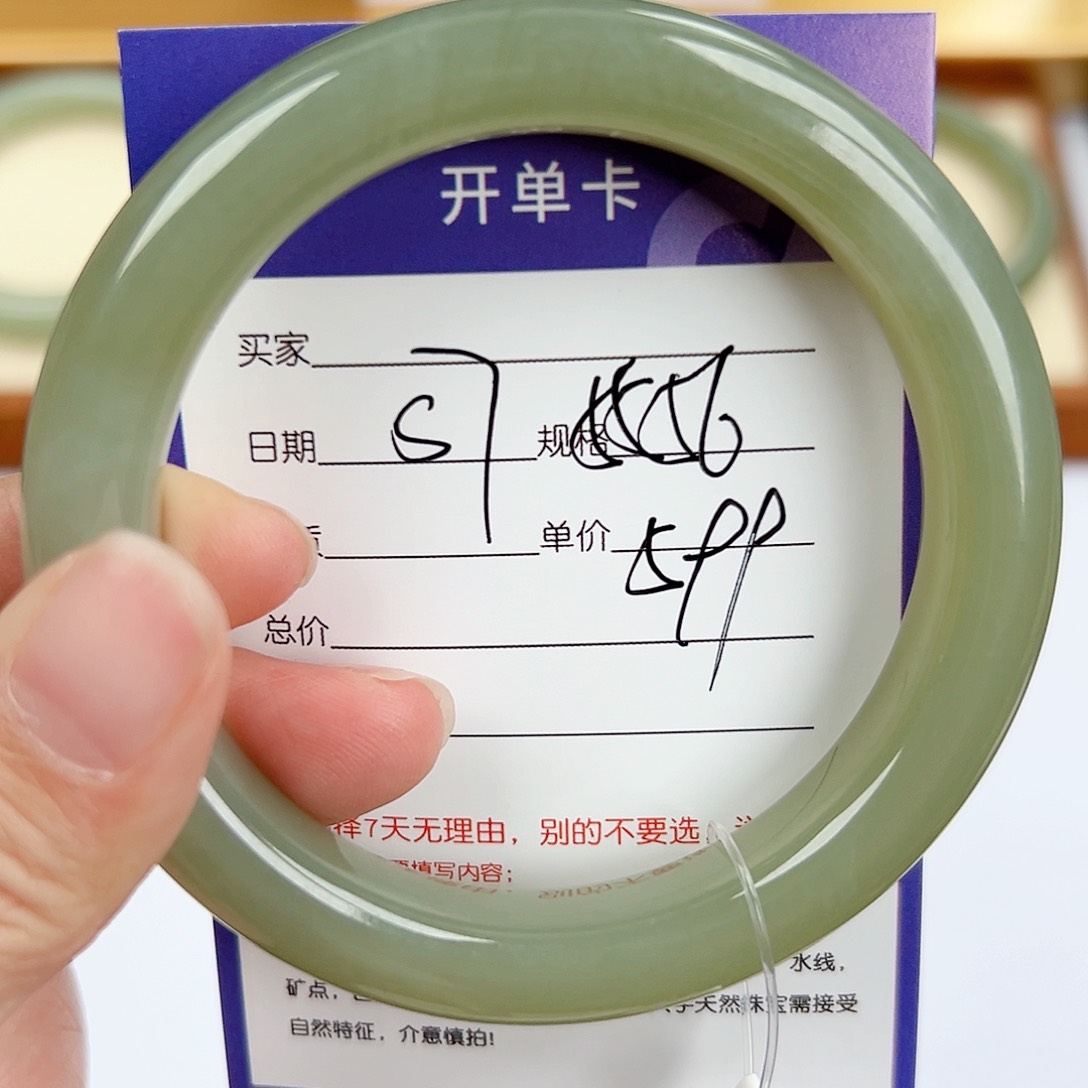 开单卡
买家
日期 57 规格 56
单价 599
总价
择7天无理由，别的不要选
要填写内容；
水线，
矿点，
天然珠宝需接受
自然特征，介意慎拍！